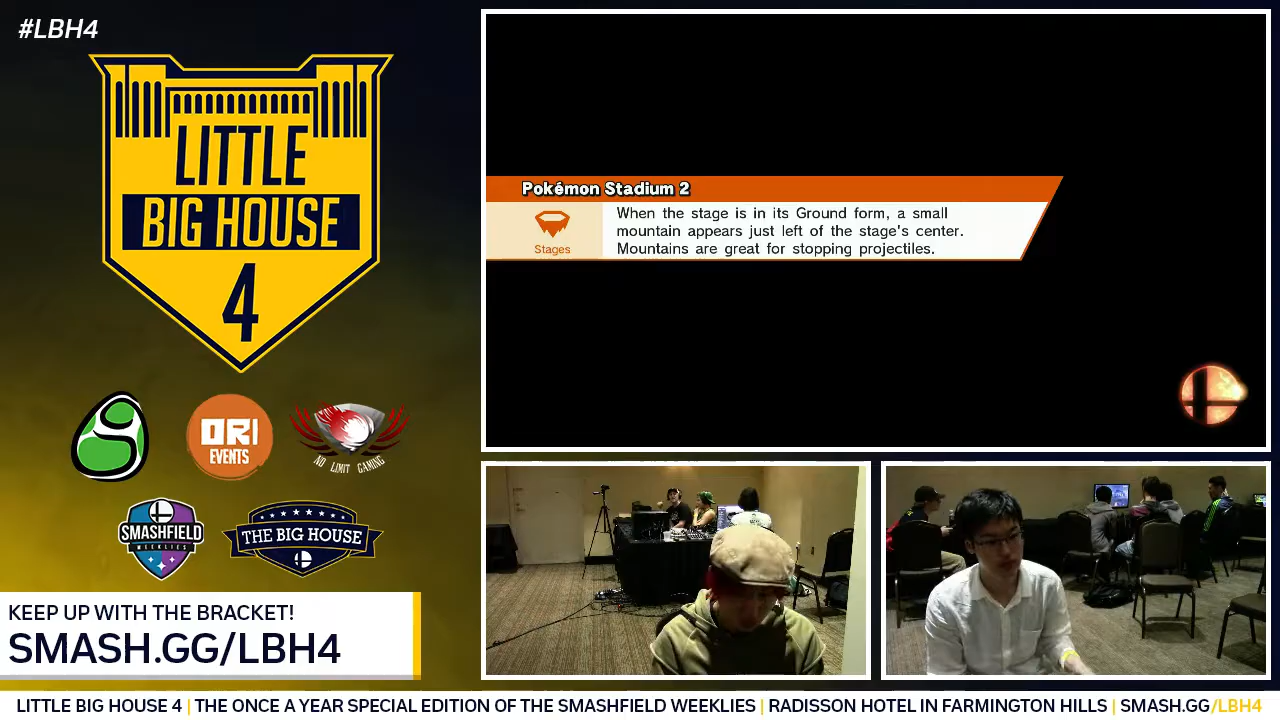 #LBH4
LITTLE
BIG HOUSE
4
ORI
EVENTS
NO LIMIT GAMING
SMASHFIELD
WEEKLIES
THE BIG HOUSE
KEEP UP WITH THE BRACKET!
SMASH.GG/LBH4
Pokémon Stadium 2
Stages
When the stage is in its Ground form, a small
mountain appears just left of the stage's center.
Mountains are great for stopping projectiles.
LITTLE BIG HOUSE 4 | THE ONCE A YEAR SPECIAL EDITION OF THE SMASHFIELD WEEKLIES | RADISSON HOTEL IN FARMINGTON HILLS | SMASH.GG/LBH4